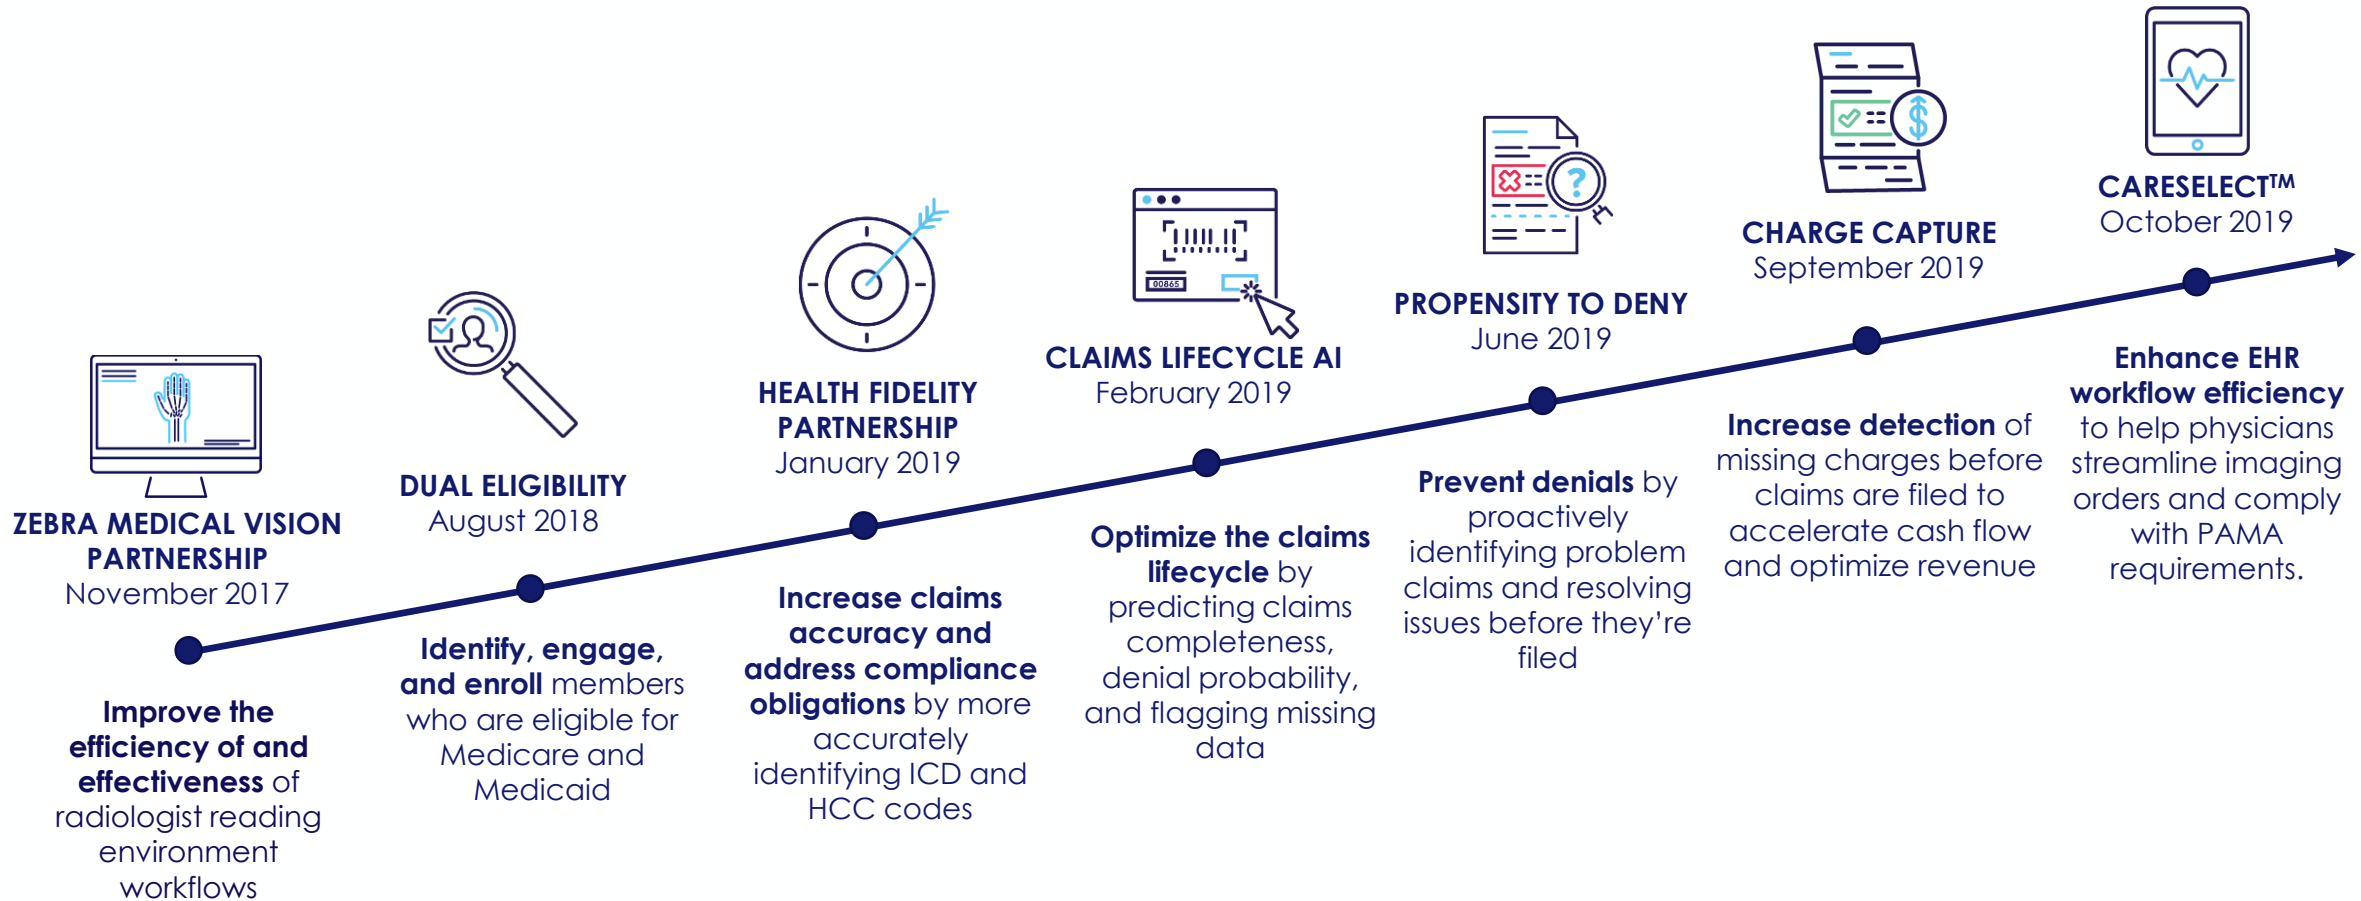 ZEBRA MEDICAL VISION
PARTNERSHIP
November 2017
Improve the
efficiency of and
effectiveness of
radiologist reading
environment
workflows
DUAL ELIGIBILITY
August 2018
Identify, engage,
and enroll members
who are eligible for
Medicare and
Medicaid
HEALTH FIDELITY
PARTNERSHIP
January 2019
Increase claims
accuracy and
address compliance
obligations by more
accurately
identifying ICD and
HCC codes
00865
CLAIMS LIFECYCLE AI
February 2019
Optimize the claims
lifecycle by
predicting claims
completeness,
denial probability,
and flagging missing
data
?
PROPENSITY TO DENY
June 2019
Prevent denials by
proactively
identifying problem
claims and resolving
issues before they’re
filed
$
CHARGE CAPTURE
September 2019
Increase detection of
missing charges before
claims are filed to
accelerate cash flow
and optimize revenue
CARESELECT™
October 2019
Enhance EHR
workflow efficiency
to help physicians
streamline imaging
orders and comply
with PAMA
requirements.